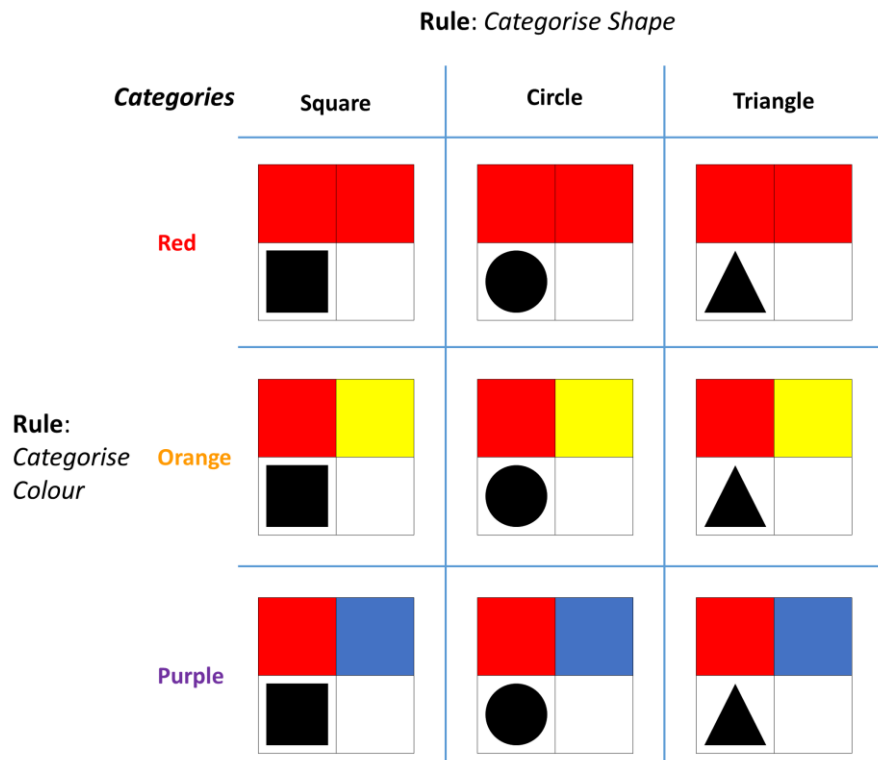 Rule: Categorise Shape
Categories
Square
Circle
Triangle
Red
Rule:
Categorise
Colour
Orange
Purple